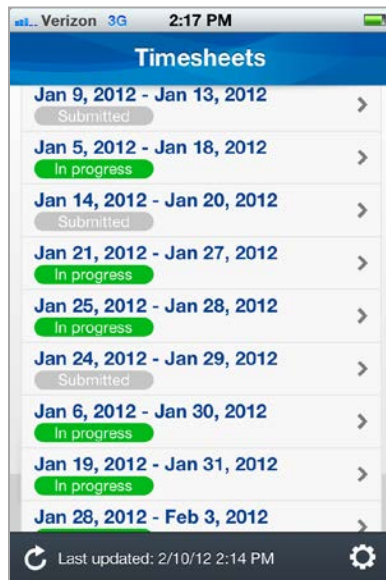 Verizon 3G 2:17 PM
Timesheets
Jan 9, 2012 - Jan 13, 2012
Submitted
Jan 5, 2012 - Jan 18, 2012
In progress
Jan 14, 2012 - Jan 20, 2012
Submitted
Jan 21, 2012 - Jan 27, 2012
In progress
Jan 25, 2012 - Jan 28, 2012
In progress
Jan 24, 2012 - Jan 29, 2012
Submitted
Jan 6, 2012 - Jan 30, 2012
In progress
Jan 19, 2012 - Jan 31, 2012
In progress
Jan 28, 2012 - Feb 3, 2012
Last updated: 2/10/12 2:14 PM